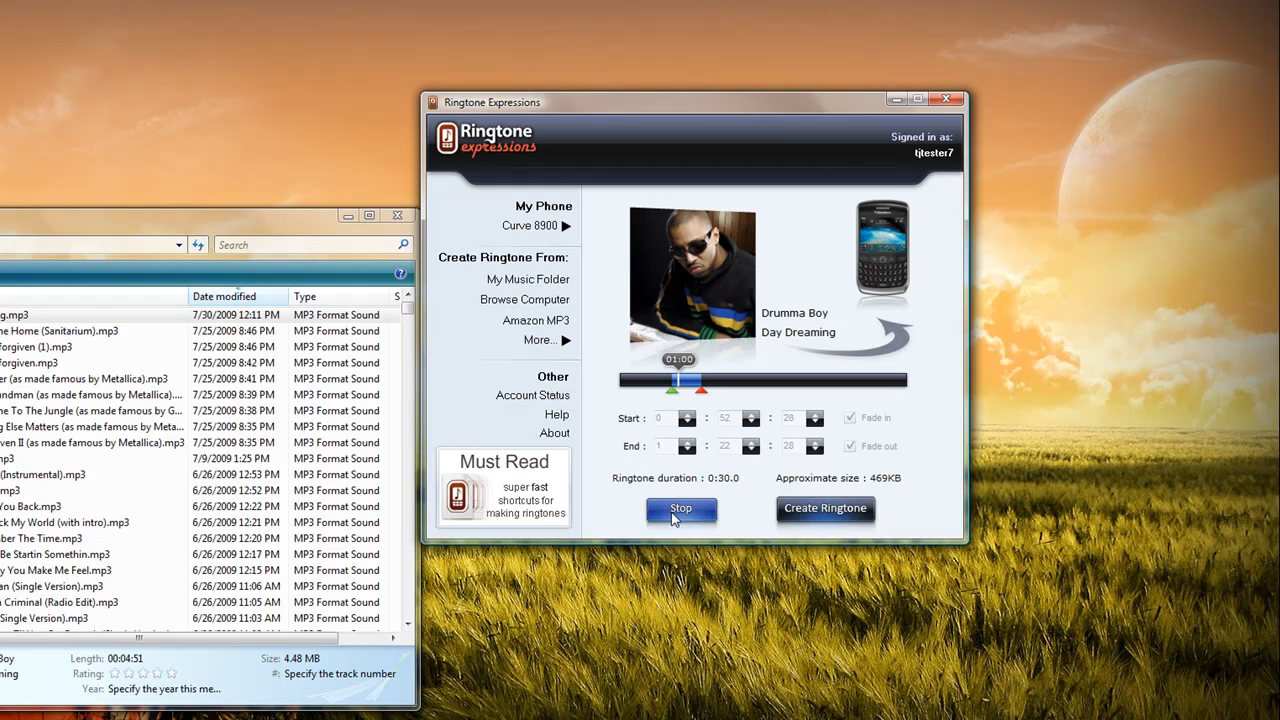 Ringtone Expressions
Ringtone
expressions
Signed in as:
tjtester7
My Phone
Curve 8900
Create Ringtone From:
My Music Folder
Browse Computer
Amazon MP3
More...
Other
Account Status
Help
About
Must Read
super fast
shortcuts for
making ringtones
Drumma Boy
Day Dreaming
01:00
Start : 0 : 52 : 28 Fade in
End : 1 : 22 : 28 Fade out
Ringtone duration : 0:30.0 Approximate size : 469KB
Stop Create Ringtone
Search
Date modified Type S
g.mp3 7/30/2009 12:11 PM MP3 Format Sound
ne Home (Sanitarium).mp3 7/25/2009 8:46 PM MP3 Format Sound
forgiven (1).mp3 7/25/2009 8:46 PM MP3 Format Sound
forgiven.mp3 7/25/2009 8:42 PM MP3 Format Sound
er (as made famous by Metallica).mp3 7/25/2009 8:41 PM MP3 Format Sound
ndman (as made famous by Metallica).... 7/25/2009 8:39 PM MP3 Format Sound
e To The Jungle (as made famous by G... 7/25/2009 8:38 PM MP3 Format Sound
g Else Matters (as made famous by Me... 7/25/2009 8:35 PM MP3 Format Sound
ven II (as made famous by Metallica).mp3 7/25/2009 8:35 PM MP3 Format Sound
mp3 7/9/2009 1:25 PM MP3 Format Sound
(Instrumental).mp3 6/26/2009 12:53 PM MP3 Format Sound
.mp3 6/26/2009 12:52 PM MP3 Format Sound
You Back.mp3 6/26/2009 12:22 PM MP3 Format Sound
ck My World (with intro).mp3 6/26/2009 12:21 PM MP3 Format Sound
ber The Time.mp3 6/26/2009 12:20 PM MP3 Format Sound
Be Startin Somethin.mp3 6/26/2009 12:17 PM MP3 Format Sound
y You Make Me Feel.mp3 6/26/2009 12:15 PM MP3 Format Sound
an (Single Version).mp3 6/26/2009 11:06 AM MP3 Format Sound
n Criminal (Radio Edit).mp3 6/26/2009 11:05 AM MP3 Format Sound
Single Version).mp3 6/26/2009 11:03 AM MP3 Format Sound
Boy Length: 00:04:51 Size: 4.48 MB
ming Rating: #: Specify the track number
Year: Specify the year this me...